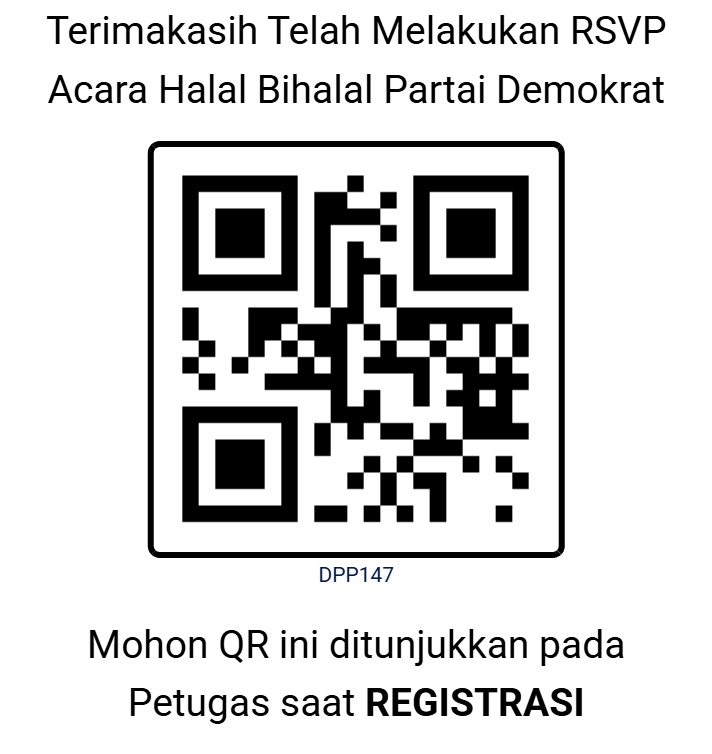 Terimakasih Telah Melakukan RSVP
Acara Halal Bihalal Partai Demokrat
DPP147
Mohon QR ini ditunjukkan pada
Petugas saat REGISTRASI